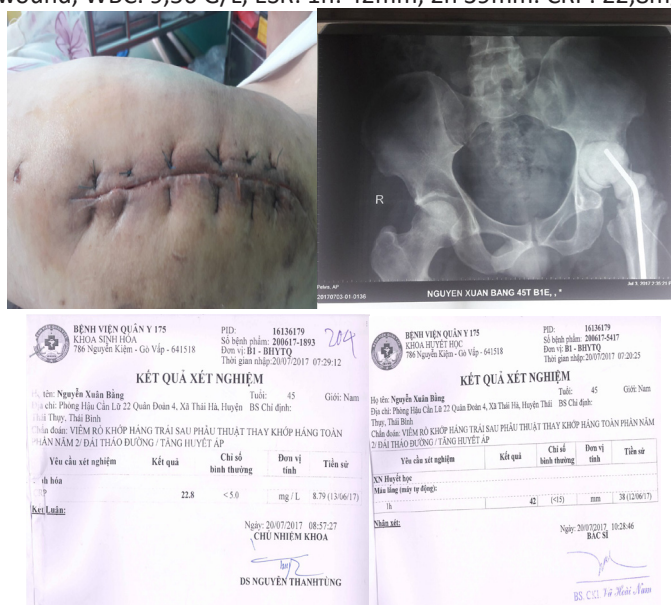 wound, WBC: G/L, ESR: 1h: 42mm, 2h 59mm. CRP: 22,8m
R
Pelvis, AP
20170703-01-0136
NGUYEN XUAN BANG 45T B1E, , *
BỆNH VIỆN QUÂN Y 175
KHOA SINH HÓA
786 Nguyễn Kiệm - Gò Vấp - 641518
PID: 16136179
Số bệnh phẩm: 200617-1893
Đơn vị: B1 - BHYTQ
Thời gian nhập: 20/07/2017 07:29:12
204
KẾT QUẢ XÉT NGHIỆM
tên: Nguyễn Xuân Bằng Tuổi: 45 Giới: Nam
chỉ: Phòng Hậu Cần Lữ 22 Quân Đoàn 4, Xã Thái Hà, Huyện BS Chỉ định:
Thái Thụy, Thái Bình
Chẩn đoán: VIÊM RÒ KHỚP HÁNG TRÁI SAU PHẪU THUẬT THAY KHỚP HÁNG TOÀN
PHẦN NĂM 2/ ĐÁI THÁO ĐƯỜNG / TĂNG HUYẾT ÁP
Yêu cầu xét nghiệm Kết quả Chỉ số bình thường Đơn vị tính Tiền sử
hóa
22.8 <5.0 mg / L 8.79 (13/06/17)
Kết Luận:
Ngày: 20/07/2017 08:57:27
CHỦ NHIỆM KHOA
DS NGUYỄN THANH TÙNG
BỆNH VIỆN QUÂN Y 175
KHOA HUYẾT HỌC
786 Nguyễn Kiệm - Gò Vấp - 641518
PID: 16136179
Số bệnh phẩm: 200617-5417
Đơn vị: B1 - BHYTQ
Thời gian nhập: 20/07/2017 07:20:25
KẾT QUẢ XÉT NGHIỆM
Họ tên: Nguyễn Xuân Bằng Tuổi: 45 Giới: Nam
Địa chỉ: Phòng Hậu Cần Lữ 22 Quân Đoàn 4, Xã Thái Hà, Huyện Thái BS Chỉ định:
Thụy, Thái Bình
Chẩn đoán: VIÊM RÒ KHỚP HÁNG TRÁI SAU PHẪU THUẬT THAY KHỚP HÁNG TOÀN PHẦN NĂM
2/ ĐÁI THÁO ĐƯỜNG / TĂNG HUYẾT ÁP
Yêu cầu xét nghiệm Kết quả Chỉ số bình thường Đơn vị tính Tiền sử
XN Huyết học
Máu lắng (máy tự động):
1h 42 (<15) mm 38 (12/06/17)
Nhận xét:
Ngày: 20/07/2017 10:28:46
BÁC SĨ
BS. CKI. Vũ Hoài Nam